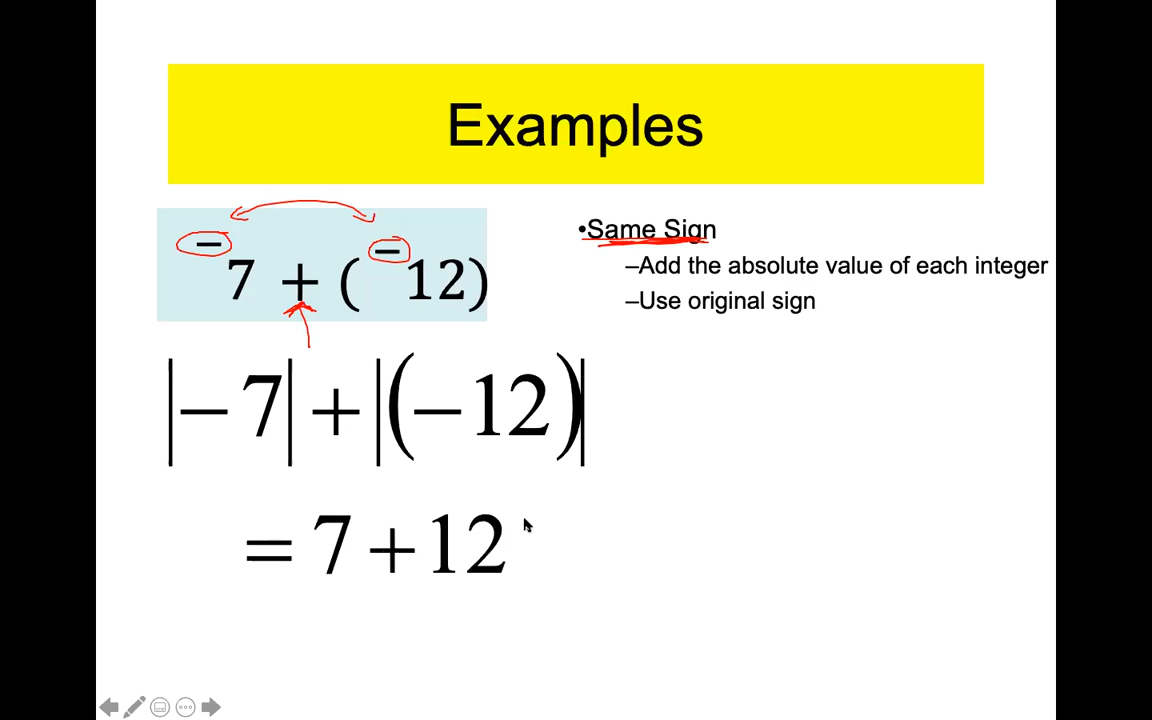 Examples
⁻7 + (⁻12)
•Same Sign
–Add the absolute value of each integer
–Use original sign
|−7|+|(−12)|
=7+12